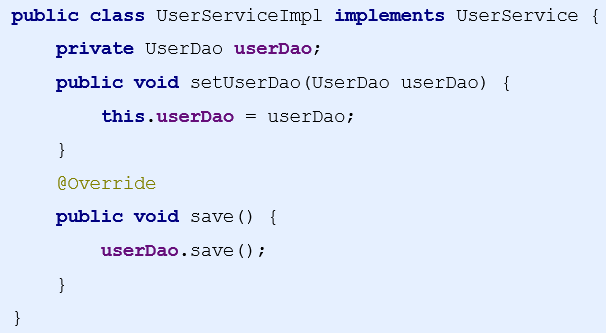 public class UserServiceImpl implements UserService {
    private UserDao userDao;
    public void setUserDao(UserDao userDao) {
        this.userDao = userDao;
    }
    @Override
    public void save() {
        userDao.save();
    }
}